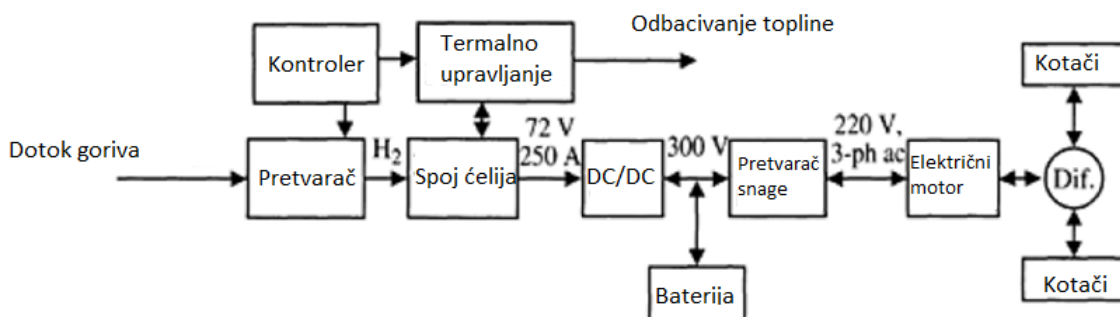 Odbacivanje topline
Kontroler
Termalno
upravljanje
Kotači
Dotok goriva
Pretvarač
H₂
Spoj ćelija
72 V
250 A
DC/DC
300 V
Pretvarač
snage
220 V,
3-ph ac
Električni
motor
Dif.
Baterija
Kotači